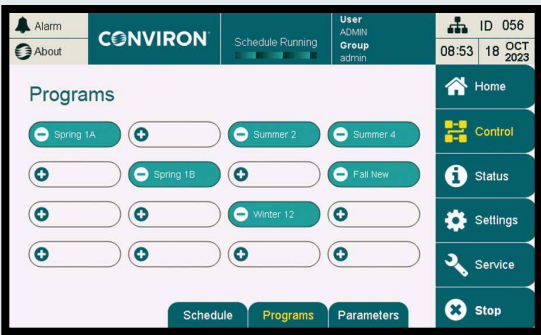 Alarm
About
CONVIRON
Schedule Running
User
ADMIN
Group
admin
ID 056
08:53 18 OCT 2023
Programs
Spring 1A
Summer 2
Summer 4
Spring 1B
Fall New
Winter 12
Schedule
Programs
Parameters
Home
Control
Status
Settings
Service
Stop